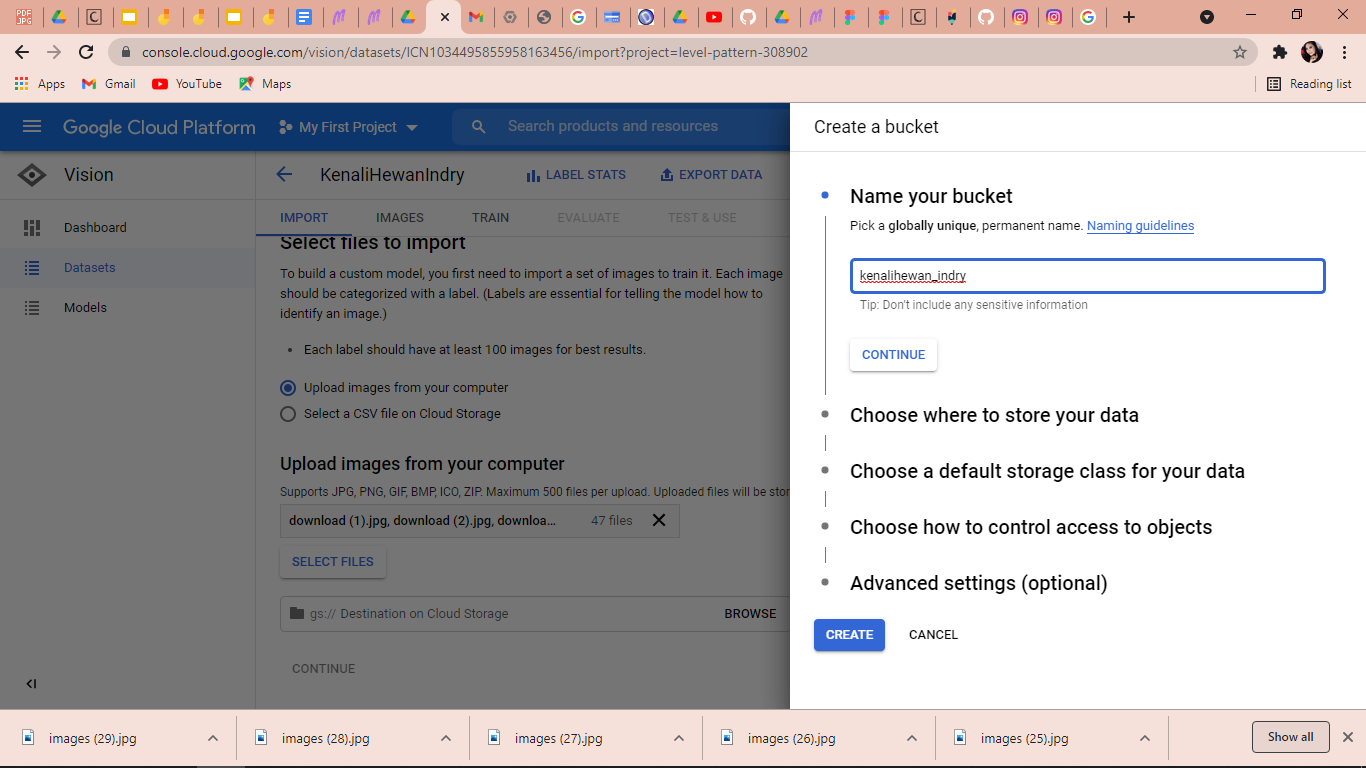 console.cloud.google.com/vision/datasets/ICN1034495855958163456/import?project=level-pattern-308902
Apps
Gmail
YouTube
Maps
Reading list
Google Cloud Platform
My First Project
Search products and resources
Vision
Dashboard
Datasets
Models
KenaliHewanIndry
LABEL STATS
EXPORT DATA
IMPORT
IMAGES
TRAIN
EVALUATE
TEST & USE
Select files to import
To build a custom model, you first need to import a set of images to train it. Each image
should be categorized with a label. (Labels are essential for telling the model how to
identify an image.)
• Each label should have at least 100 images for best results.
Upload images from your computer
Select a CSV file on Cloud Storage
Upload images from your computer
Supports JPG, PNG, GIF, BMP, ICO, ZIP. Maximum 500 files per upload. Uploaded files will be stor
download (1).jpg, download (2).jpg, downloa...
47 files
SELECT FILES
gs:// Destination on Cloud Storage
BROWSE
CONTINUE
Create a bucket
Name your bucket
Pick a globally unique, permanent name. Naming guidelines
kenalihewan_indry
Tip: Don't include any sensitive information
CONTINUE
Choose where to store your data
Choose a default storage class for your data
Choose how to control access to objects
Advanced settings (optional)
CREATE
CANCEL
images (29).jpg
images (28).jpg
images (27).jpg
images (26).jpg
images (25).jpg
Show all